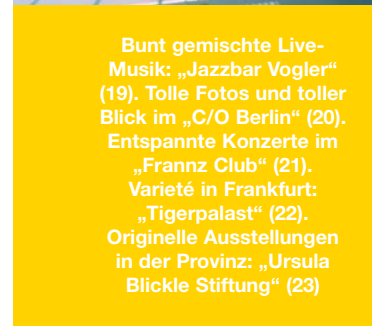 Bunt gemischte Live-
Musik: „Jazzbar Vogler“
(19). Tolle Fotos und toller
Blick im „C/O Berlin“ (20).
Entspannte Konzerte im
„Frannz Club“ (21).
Varieté in Frankfurt:
„Tigerpalast“ (22).
Originelle Ausstellungen
in der Provinz: „Ursula
Blickle Stiftung“ (23)